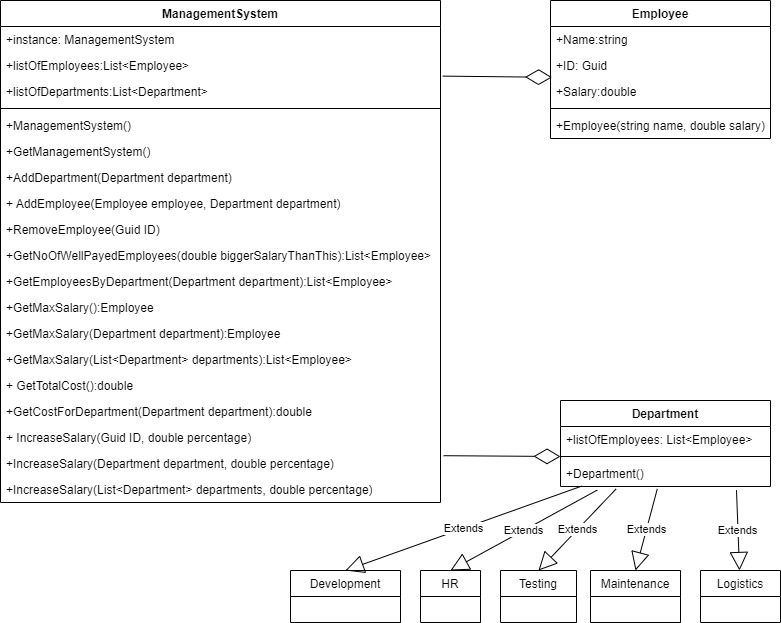 ManagementSystem
+instance: ManagementSystem
+listOfEmployees:List<Employee>
+listOfDepartments:List<Department>
+ManagementSystem()
+GetManagementSystem()
+AddDepartment(Department department)
+ AddEmployee(Employee employee, Department department)
+RemoveEmployee(Guid ID)
+GetNoOfWellPayedEmployees(double biggerSalaryThanThis):List<Employee>
+GetEmployeesByDepartment(Department department):List<Employee>
+GetMaxSalary():Employee
+GetMaxSalary(Department department):Employee
+GetMaxSalary(List<Department> departments):List<Employee>
+ GetTotalCost():double
+GetCostForDepartment(Department department):double
+ IncreaseSalary(Guid ID, double percentage)
+IncreaseSalary(Department department, double percentage)
+IncreaseSalary(List<Department> departments, double percentage)
Employee
+Name:string
+ID: Guid
+Salary:double
+Employee(string name, double salary)
Department
+listOfEmployees: List<Employee>
+Department()
Extends
Extends
Extends
Extends
Extends
Development
HR
Testing
Maintenance
Logistics